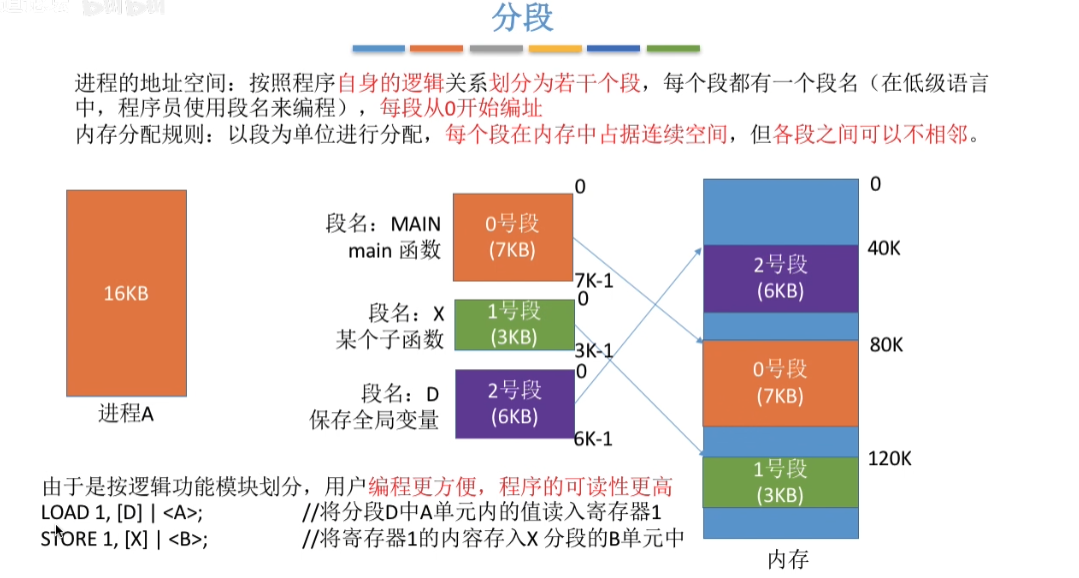 分段
进程的地址空间：按照程序自身的逻辑关系划分为若干个段，每个段都有一个段名（在低级语言
中，程序员使用段名来编程），每段从0开始编址
内存分配规则：以段为单位进行分配，每个段在内存中占据连续空间，但各段之间可以不相邻。
16KB
进程A
段名：MAIN
main 函数
0号段
(7KB)
0
7K-1
段名：X
某个子函数
1号段
(3KB)
0
3K-1
段名：D
保存全局变量
2号段
(6KB)
0
6K-1
0
40K
2号段
(6KB)
80K
0号段
(7KB)
120K
1号段
(3KB)
内存
由于是按逻辑功能模块划分，用户编程更方便，程序的可读性更高
LOAD 1, [D] | <A>; //将分段D中A单元内的值读入寄存器1
STORE 1, [X] | <B>; //将寄存器1的内容存入X 分段的B单元中